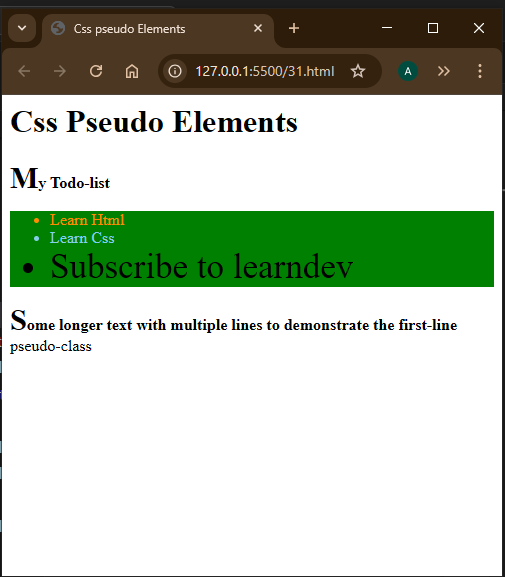 Css pseudo Elements
127.0.0.1:5500/31.html
A
Css Pseudo Elements
My Todo-list
Learn Html
Learn Css
Subscribe to learndev
Some longer text with multiple lines to demonstrate the first-line
pseudo-class